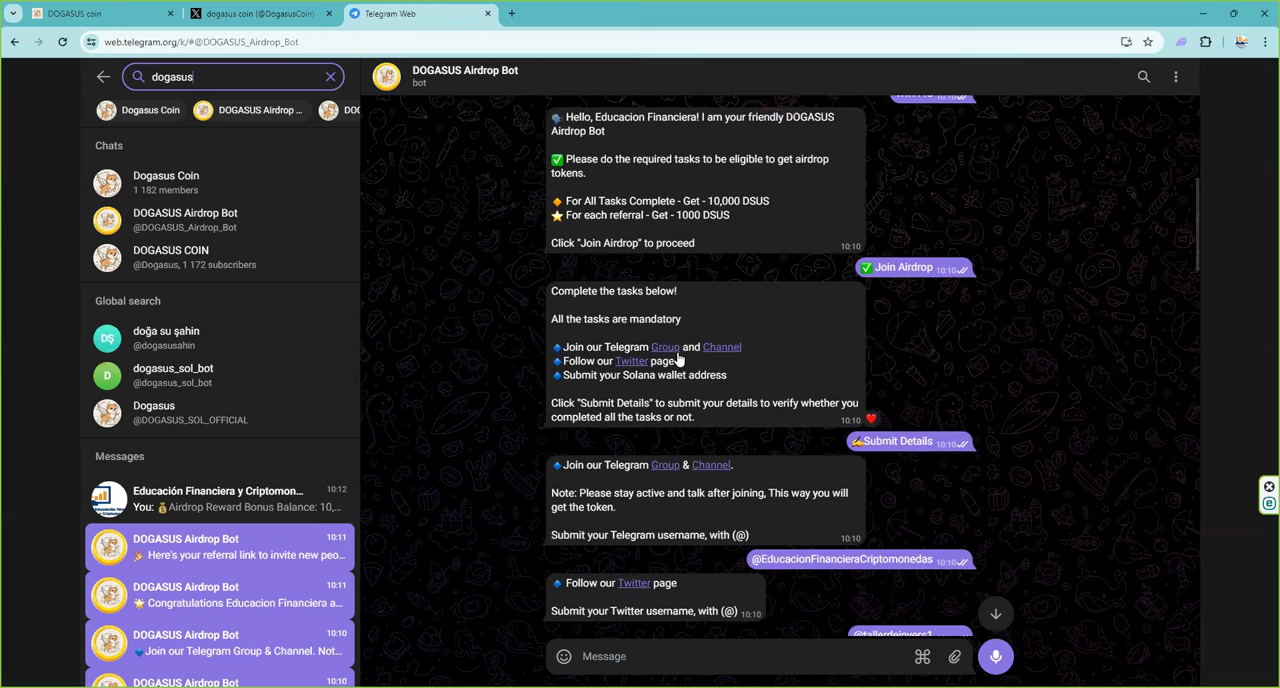 DOGASUS coin
dogasus coin (@DogasusCoin)
Telegram Web
web.telegram.org/k/#@DOGASUS_Airdrop_Bot
dogasus
Dogasus Coin
DOGASUS Airdrop ...
DOG
Chats
Dogasus Coin
1 182 members
DOGASUS Airdrop Bot
@DOGASUS_Airdrop_Bot
DOGASUS COIN
@Dogasus, 1 172 subscribers
Global search
doğa su şahin
@dogasusahin
dogasus_sol_bot
@dogasus_sol_bot
Dogasus
@DOGASUS_SOL_OFFICIAL
Messages
Educación Financiera y Criptomon... 10:12
You: 💰Airdrop Reward Bonus Balance: 10,...
DOGASUS Airdrop Bot 10:11
🎉 Here's your referral link to invite new peo...
DOGASUS Airdrop Bot 10:11
🌟 Congratulations Educacion Financiera a...
DOGASUS Airdrop Bot 10:10
🔹Join our Telegram Group & Channel. Not...
DOGASUS Airdrop Bot 10:10
DOGASUS Airdrop Bot
bot
10:10
🗣 Hello, Educacion Financiera! I am your friendly DOGASUS
Airdrop Bot
✅ Please do the required tasks to be eligible to get airdrop
tokens.
🔸 For All Tasks Complete - Get - 10,000 DSUS
⭐ For each referral - Get - 1000 DSUS
Click "Join Airdrop" to proceed 10:10
✅ Join Airdrop 10:10
Complete the tasks below!
All the tasks are mandatory
🔹Join our Telegram Group and Channel
🔹Follow our Twitter page
🔹Submit your Solana wallet address
Click "Submit Details" to submit your details to verify whether you
completed all the tasks or not. 10:10
✍Submit Details 10:10
🔹Join our Telegram Group & Channel.
Note: Please stay active and talk after joining, This way you will
get the token.
Submit your Telegram username, with (@) 10:10
@EducacionFinancieraCriptomonedas 10:10
🔹 Follow our Twitter page
Submit your Twitter username, with (@) 10:10
@tallerdeinvers1 10:10
Message